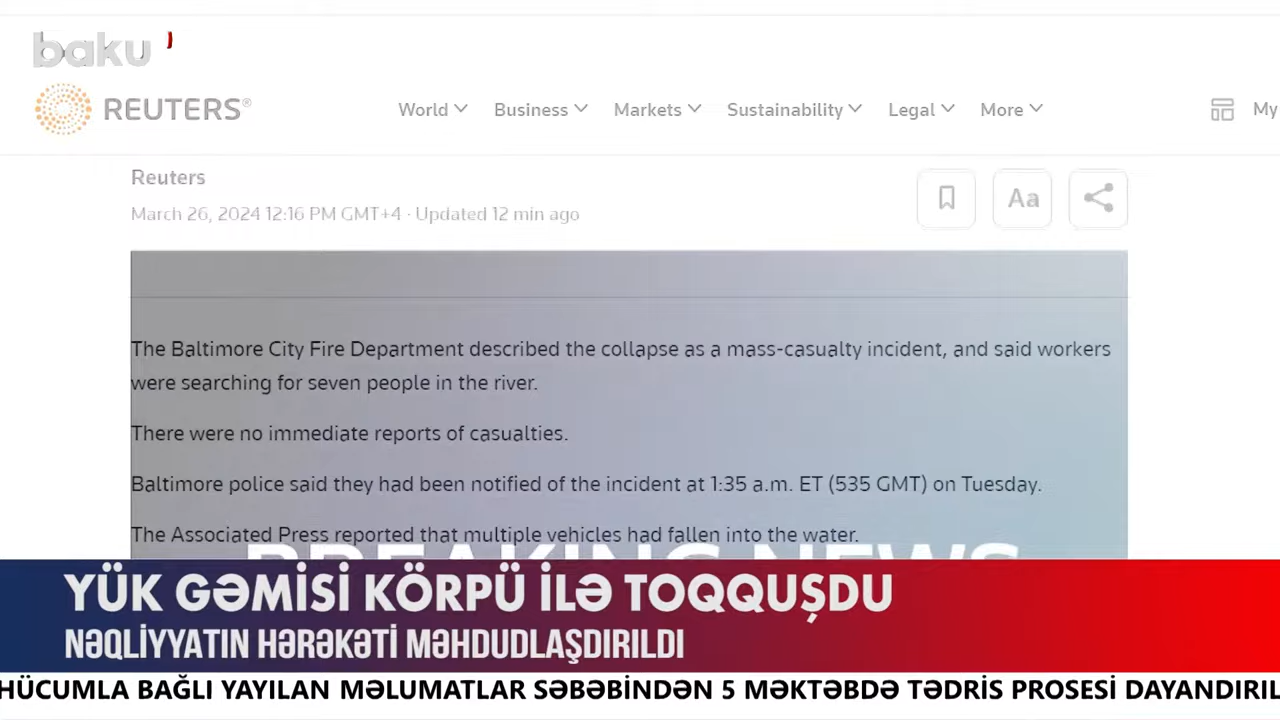 baku
REUTERS®
World Business Markets Sustainability Legal More My
Reuters
March 26, 2024 12:16 PM GMT+4 · Updated 12 min ago
Aa
The Baltimore City Fire Department described the collapse as a mass-casualty incident, and said workers
were searching for seven people in the river.
There were no immediate reports of casualties.
Baltimore police said they had been notified of the incident at 1:35 a.m. ET (535 GMT) on Tuesday.
The Associated Press reported that multiple vehicles had fallen into the water.
BREAKING NEWS
YÜK GƏMİSİ KÖRPÜ İLƏ TOQQUŞDU
NƏQLİYYATIN HƏRƏKƏTİ MƏHDUDLAŞDIRILDI
HÜCUMLA BAĞLI YAYILAN MƏLUMATLAR SƏBƏBİNDƏN 5 MƏKTƏBDƏ TƏDRİS PROSESİ DAYANDIRIL